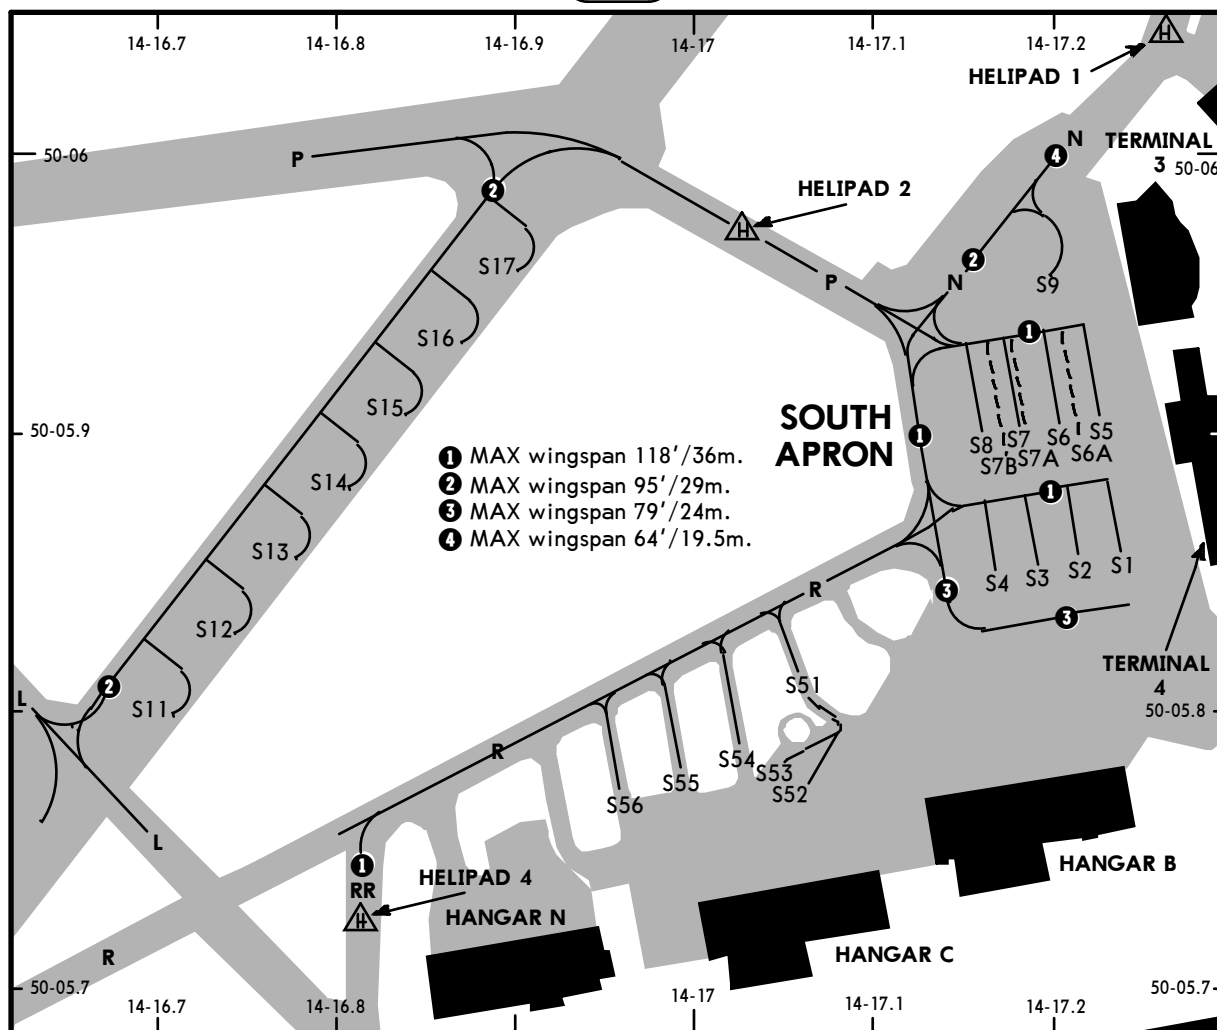 14-16.7
14-16.8
14-16.9
14-17
14-17.1
14-17.2
H
HELIPAD 1
50-06
P
2
4
N
TERMINAL
3
50-06
HELIPAD 2
H
S17
P
N
2
S9
S16
1
S15
50-05.9
SOUTH
APRON
1
S8
S7
S6
S5
S7B
S7A
S6A
1 MAX wingspan 118'/36m.
2 MAX wingspan 95'/29m.
3 MAX wingspan 79'/24m.
4 MAX wingspan 64'/19.5m.
S14
1
S13
S4
S3
S2
S1
R
3
3
S12
TERMINAL
4
50-05.8
L
2
S11
S51
R
S54
S53
S52
S55
S56
L
1
RR
H
HELIPAD 4
HANGAR N
HANGAR B
HANGAR C
R
50-05.7
50-05.7
14-16.7
14-16.8
14-17
14-17.1
14-17.2